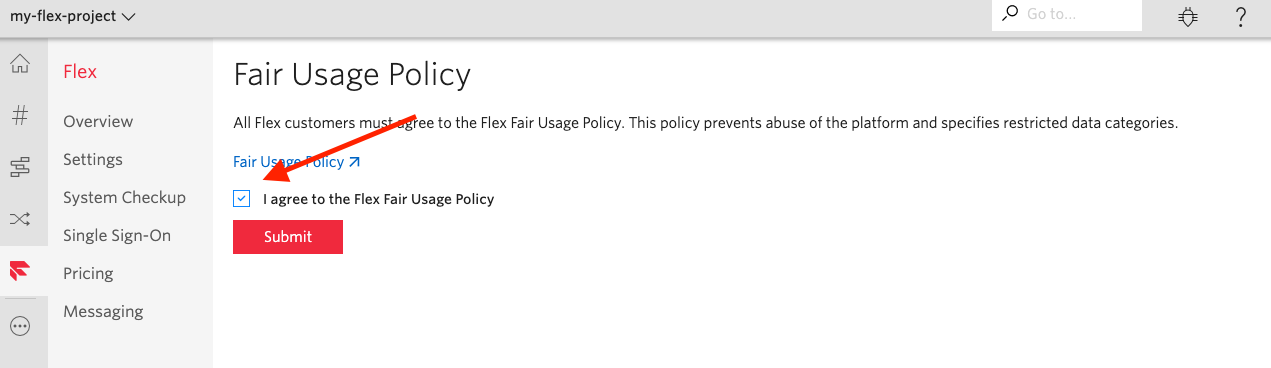 my-flex-project
Go to...
?
#
Flex
Overview
Settings
System Checkup
Single Sign-On
Pricing
Messaging
Fair Usage Policy
All Flex customers must agree to the Flex Fair Usage Policy. This policy prevents abuse of the platform and specifies restricted data categories.
Fair Usage Policy
I agree to the Flex Fair Usage Policy
Submit